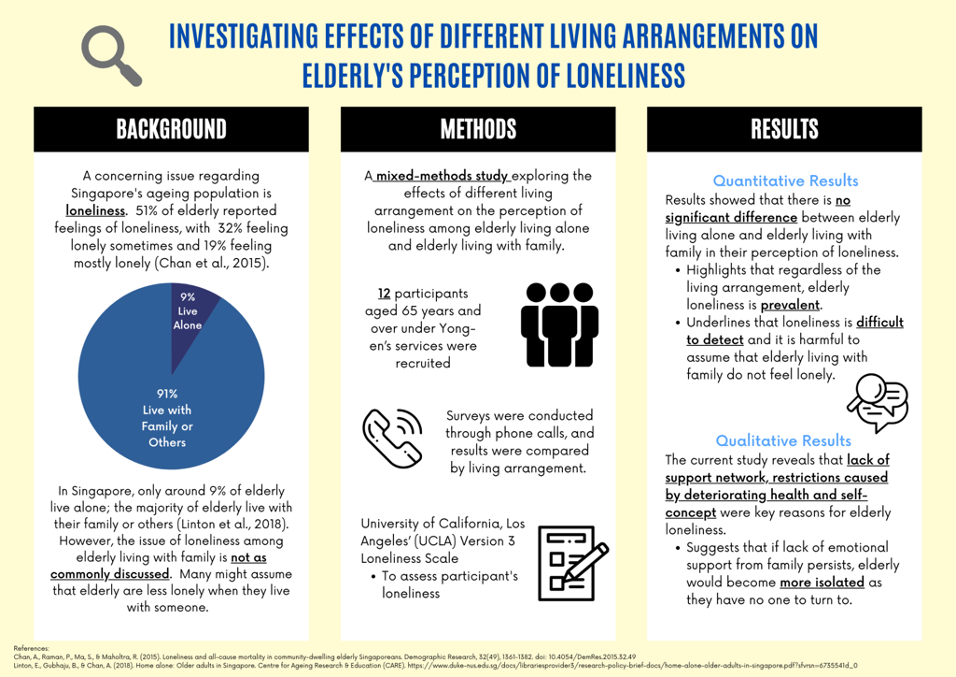 INVESTIGATING EFFECTS OF DIFFERENT LIVING ARRANGEMENTS ON
ELDERLY'S PERCEPTION OF LONELINESS
BACKGROUND
A concerning issue regarding
Singapore's ageing population is
loneliness. 51% of elderly reported
feelings of loneliness, with 32% feeling
lonely sometimes and 19% feeling
mostly lonely (Chan et al., 2015).
9%
Live
Alone
91%
Live with
Family or
Others
In Singapore, only around 9% of elderly
live alone; the majority of elderly live with
their family or others (Linton et al., 2018).
However, the issue of loneliness among
elderly living with family is not as
commonly discussed. Many might assume
that elderly are less lonely when they live
with someone.
METHODS
A mixed-methods study exploring the
effects of different living
arrangement on the perception of
loneliness among elderly living alone
and elderly living with family.
12 participants
aged 65 years and
over under Yong-
en's services were
recruited
Surveys were conducted
through phone calls, and
results were compared
by living arrangement.
University of California, Los
Angeles' (UCLA) Version 3
Loneliness Scale
• To assess participant's
loneliness
RESULTS
Quantitative Results
Results showed that there is no
significant difference between elderly
living alone and elderly living with
family in their perception of loneliness.
• Highlights that regardless of the
living arrangement, elderly
loneliness is prevalent.
• Underlines that loneliness is difficult
to detect and it is harmful to
assume that elderly living with
family do not feel lonely.
Qualitative Results
The current study reveals that lack of
support network, restrictions caused
by deteriorating health and self-
concept were key reasons for elderly
loneliness.
• Suggests that if lack of emotional
support from family persists, elderly
would become more isolated as
they have no one to turn to.
References:
Chan, A., Raman, P., Ma, S., & Maholtra, R. (2015). Loneliness and all-cause mortality in community-dwelling elderly Singaporeans. Demographic Research, 32(49), 1361-1382. doi: 10.4054/DemRes.2015.32.49
Linton, E., Gubhaju, B., & Chan, A. (2018). Home alone: Older adults in Singapore. Centre for Ageing Research & Education (CARE). https://www.duke-nus.edu.sg/docs/librariesprovider3/research-policy-brief-docs/home-alone-older-adults-in-singapore.pdf?sfvrsn=6735541d_0